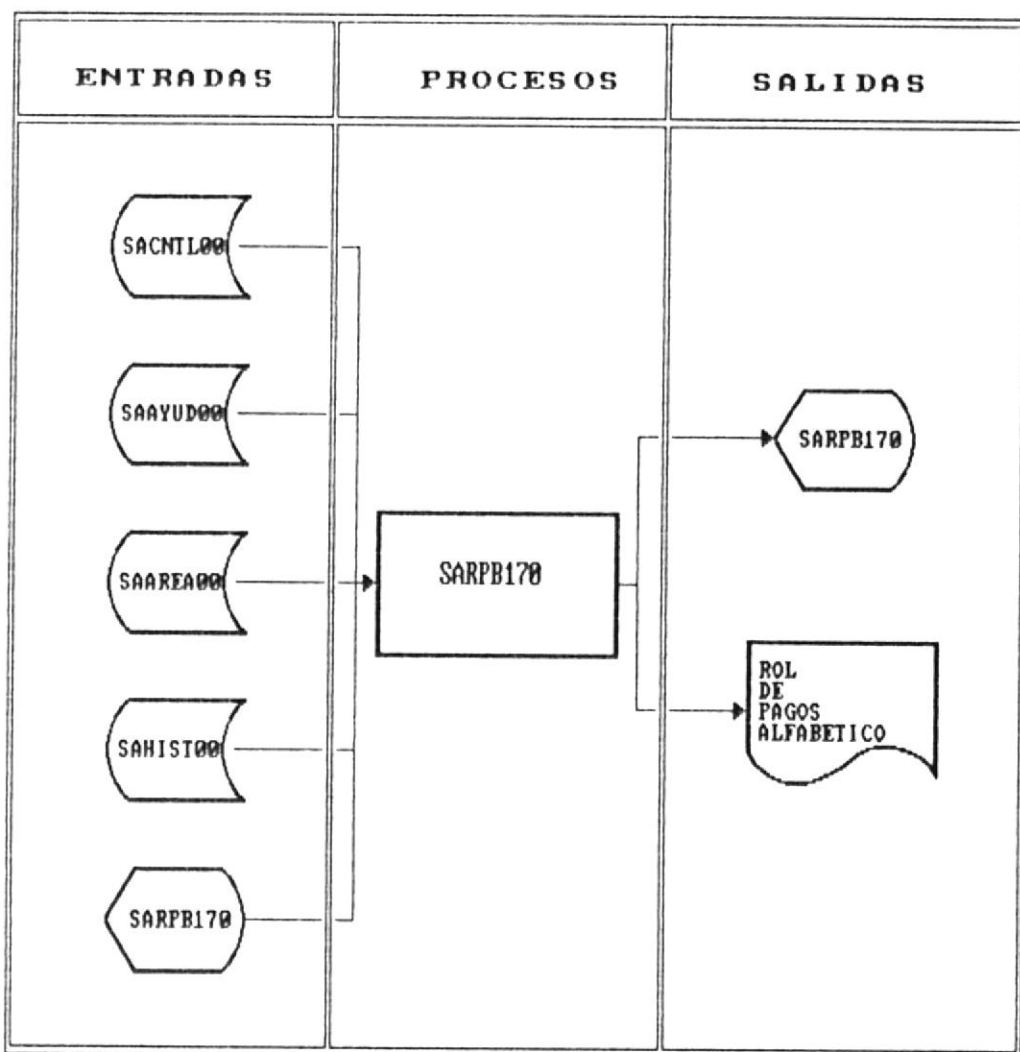 ENTRADAS
PROCESOS
SALIDAS
SACNTL00
SAAYUD00
SAAREA00
SAHIST00
SARPB170
SARPB170
SARPB170
ROL
DE
PAGOS
ALFABETICO